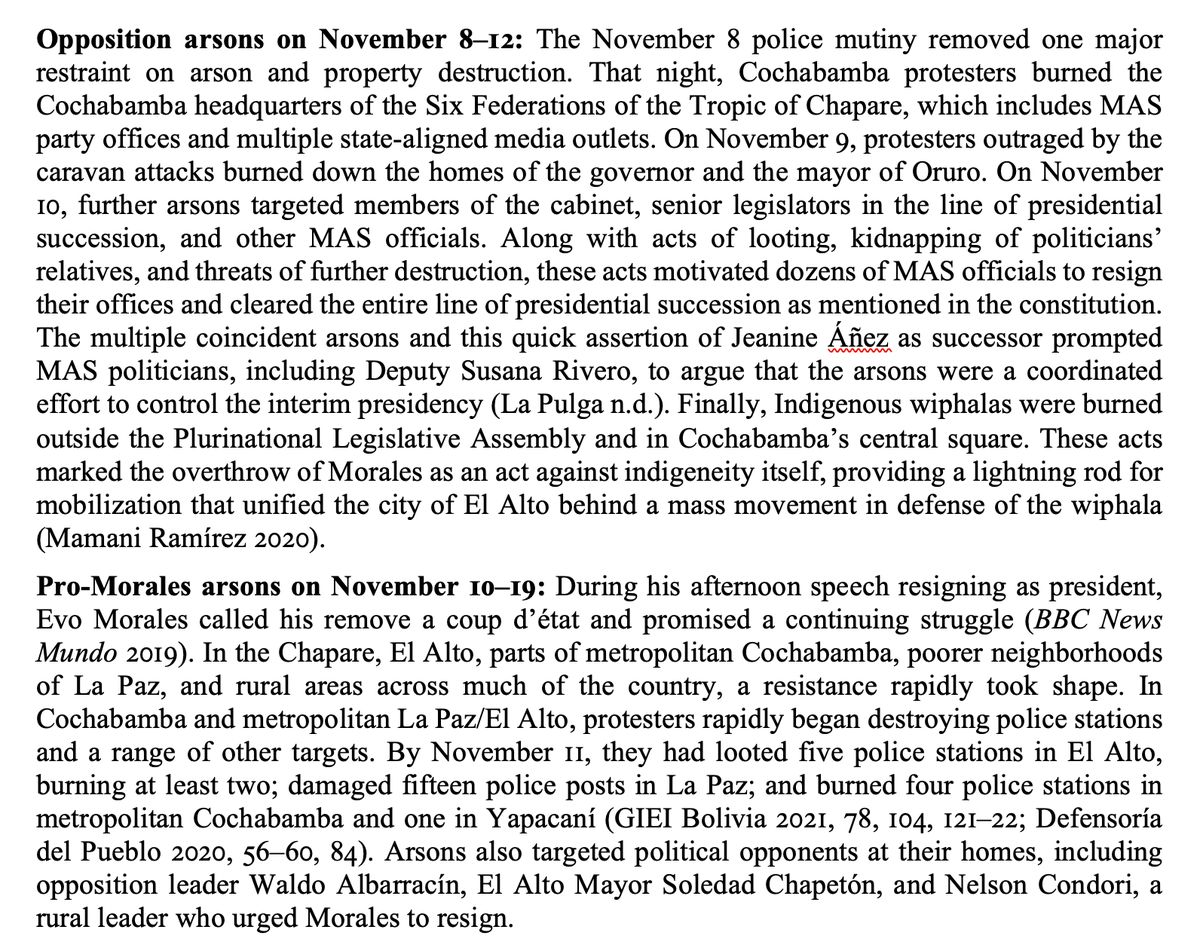 Opposition arsons on November 8–12: The November 8 police mutiny removed one major
restraint on arson and property destruction. That night, Cochabamba protesters burned the
Cochabamba headquarters of the Six Federations of the Tropic of Chapare, which includes MAS
party offices and multiple state-aligned media outlets. On November 9, protesters outraged by the
caravan attacks burned down the homes of the governor and the mayor of Oruro. On November
10, further arsons targeted members of the cabinet, senior legislators in the line of presidential
succession, and other MAS officials. Along with acts of looting, kidnapping of politicians’
relatives, and threats of further destruction, these acts motivated dozens of MAS officials to resign
their offices and cleared the entire line of presidential succession as mentioned in the constitution.
The multiple coincident arsons and this quick assertion of Jeanine Áñez as successor prompted
MAS politicians, including Deputy Susana Rivero, to argue that the arsons were a coordinated
effort to control the interim presidency (La Pulga n.d.). Finally, Indigenous wiphalas were burned
outside the Plurinational Legislative Assembly and in Cochabamba’s central square. These acts
marked the overthrow of Morales as an act against indigeneity itself, providing a lightning rod for
mobilization that unified the city of El Alto behind a mass movement in defense of the wiphala
(Mamani Ramírez 2020).
Pro-Morales arsons on November 10–19: During his afternoon speech resigning as president,
Evo Morales called his remove a coup d’état and promised a continuing struggle (BBC News
Mundo 2019). In the Chapare, El Alto, parts of metropolitan Cochabamba, poorer neighborhoods
of La Paz, and rural areas across much of the country, a resistance rapidly took shape. In
Cochabamba and metropolitan La Paz/El Alto, protesters rapidly began destroying police stations
and a range of other targets. By November 11, they had looted five police stations in El Alto,
burning at least two; damaged fifteen police posts in La Paz; and burned four police stations in
metropolitan Cochabamba and one in Yapacaní (GIEI Bolivia 2021, 78, 104, 121–22; Defensoría
del Pueblo 2020, 56–60, 84). Arsons also targeted political opponents at their homes, including
opposition leader Waldo Albarracín, El Alto Mayor Soledad Chapetón, and Nelson Condori, a
rural leader who urged Morales to resign.